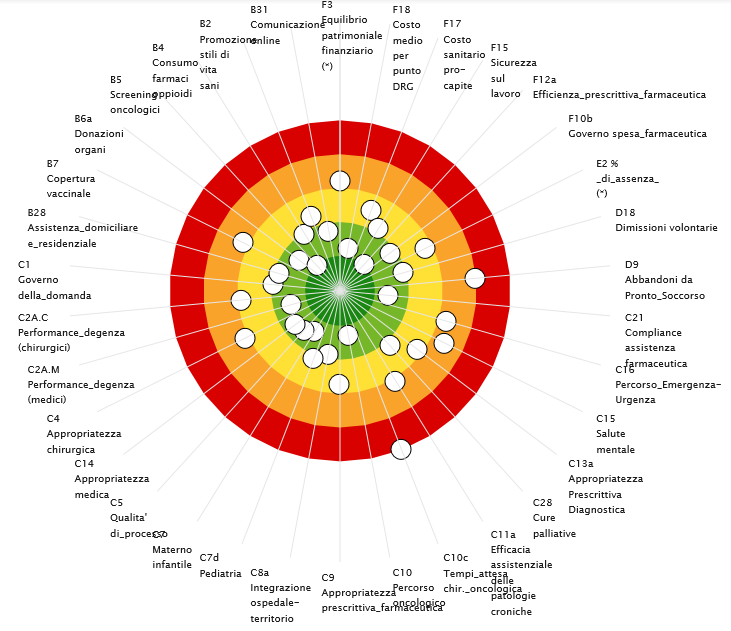 F3
Equilibrio
patrimoniale
finanziario
(*)
F18
Costo
medio
per
punto
DRG
F17
Costo
sanitario
pro-
capite
F15
Sicurezza
sul
lavoro
F12a
Efficienza_prescrittiva_farmaceutica
F10b
Governo spesa_farmaceutica
E2 %
_di_assenza_
(*)
D18
Dimissioni volontarie
D9
Abbandoni da
Pronto_Soccorso
C21
Compliance
assistenza
farmaceutica
C16
Percorso_Emergenza-
Urgenza
C15
Salute
mentale
C13a
Appropriatezza
Prescrittiva
Diagnostica
C28
Cure
palliative
C11a
Efficacia
assistenziale
delle
patologie
croniche
C10c
Tempi_attesa
chir._oncologica
C10
Percorso
oncologico
C9
Appropriatezza
prescrittiva_farmaceutica
C8a
Integrazione
ospedale-
territorio
C7d
Pediatria
C7
Materno
infantile
C5
Qualita'
di_processo
C14
Appropriatezza
medica
C4
Appropriatezza
chirurgica
C2A.M
Performance_degenza
(medici)
C2A.C
Performance_degenza
(chirurgici)
C1
Governo
della_domanda
B28
Assistenza_domiciliare
e_residenziale
B7
Copertura
vaccinale
B6a
Donazioni
organi
B5
Screening
oncologici
B4
Consumo
farmaci
oppioidi
B2
Promozione
stili di
vita
sani
B31
Comunicazione
online